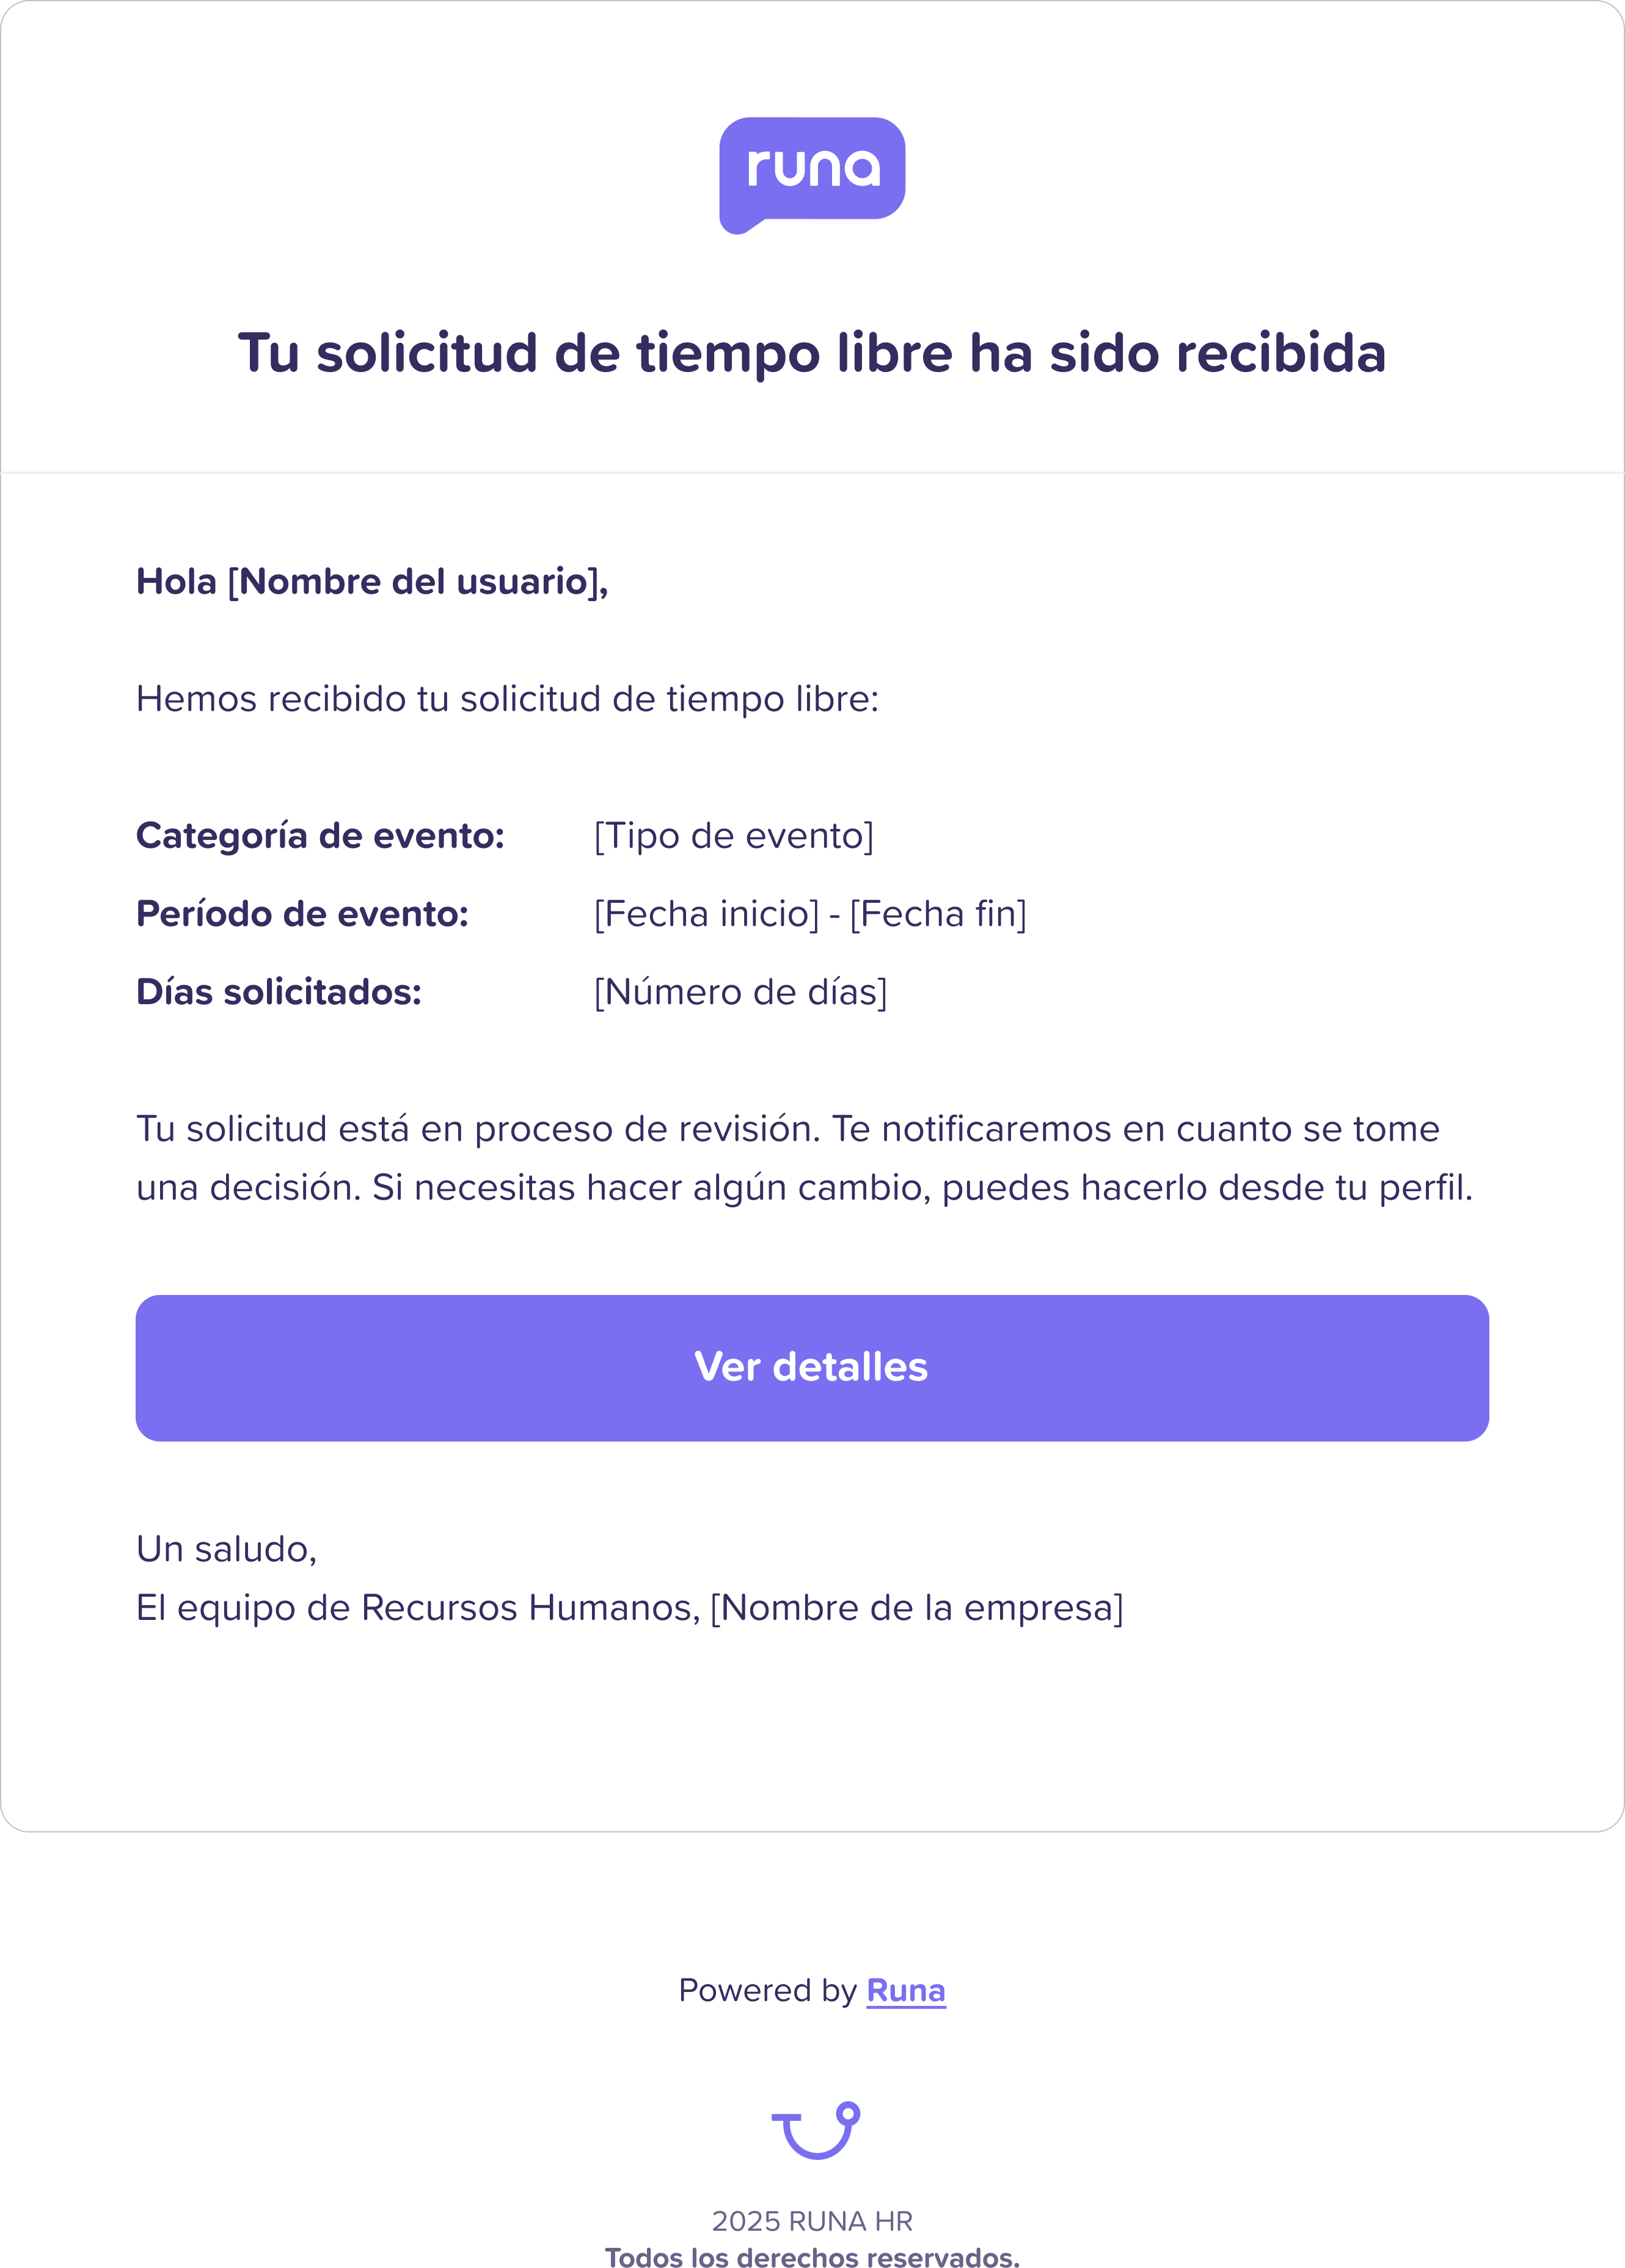 runa
Tu solicitud de tiempo libre ha sido recibida
Hola [Nombre del usuario],
Hemos recibido tu solicitud de tiempo libre:
Categoría de evento: [Tipo de evento]
Período de evento: [Fecha inicio] - [Fecha fin]
Días solicitados: [Número de días]
Tu solicitud está en proceso de revisión. Te notificaremos en cuanto se tome
una decisión. Si necesitas hacer algún cambio, puedes hacerlo desde tu perfil.
Ver detalles
Un saludo,
El equipo de Recursos Humanos, [Nombre de la empresa]
Powered by Runa
2025 RUNA HR
Todos los derechos reservados.